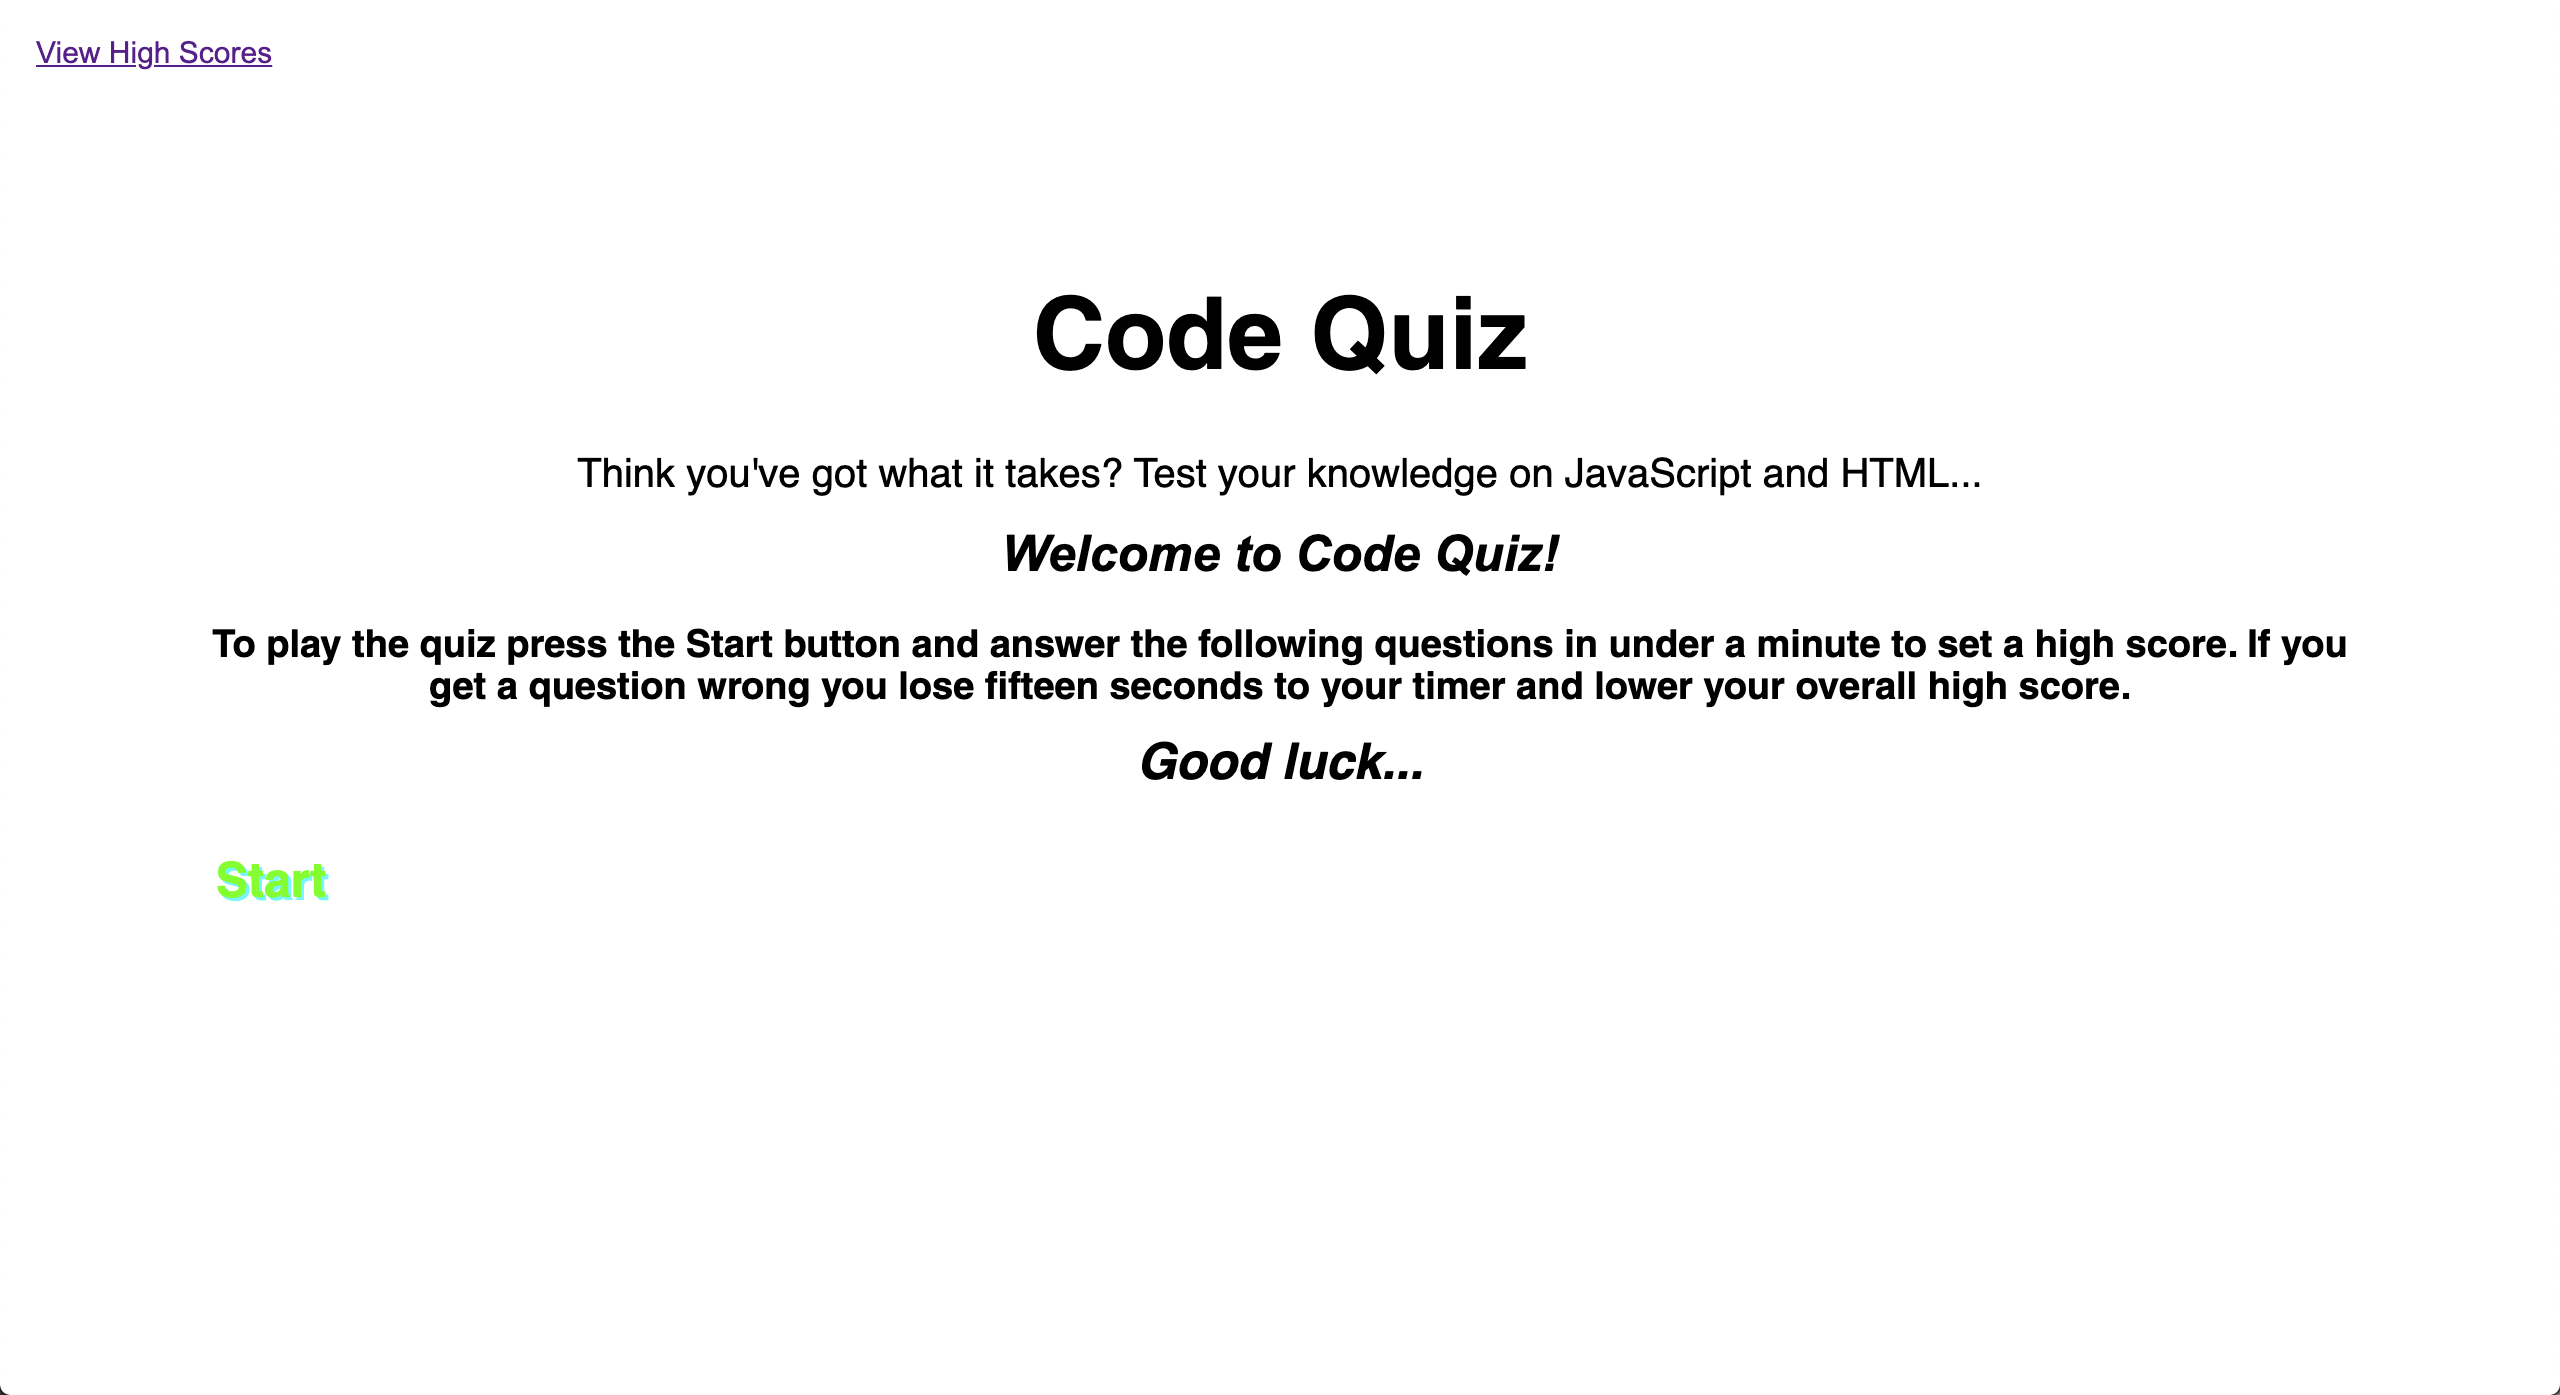 View High Scores
Code Quiz
Think you've got what it takes? Test your knowledge on JavaScript and HTML...
Welcome to Code Quiz!
To play the quiz press the Start button and answer the following questions in under a minute to set a high score. If you
get a question wrong you lose fifteen seconds to your timer and lower your overall high score.
Good luck...
Start